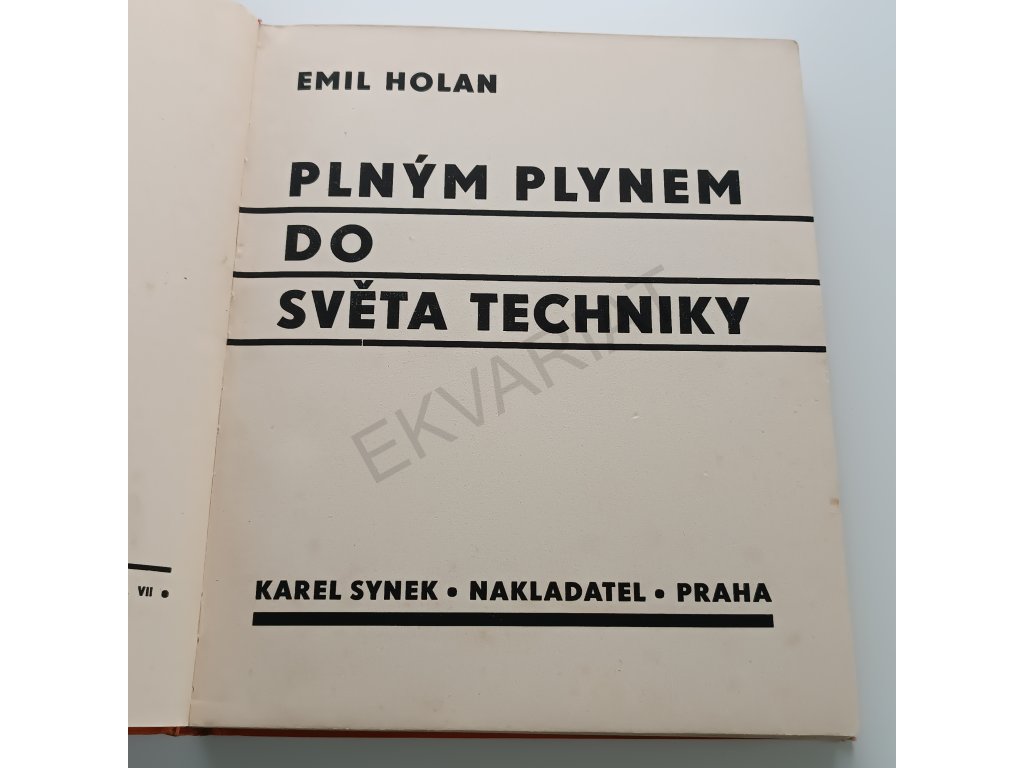 EMIL HOLAN
PLNÝM PLYNEM
DO
SVĚTA TECHNIKY
EKVARIAT
VII •
KAREL SYNEK • NAKLADATEL • PRAHA